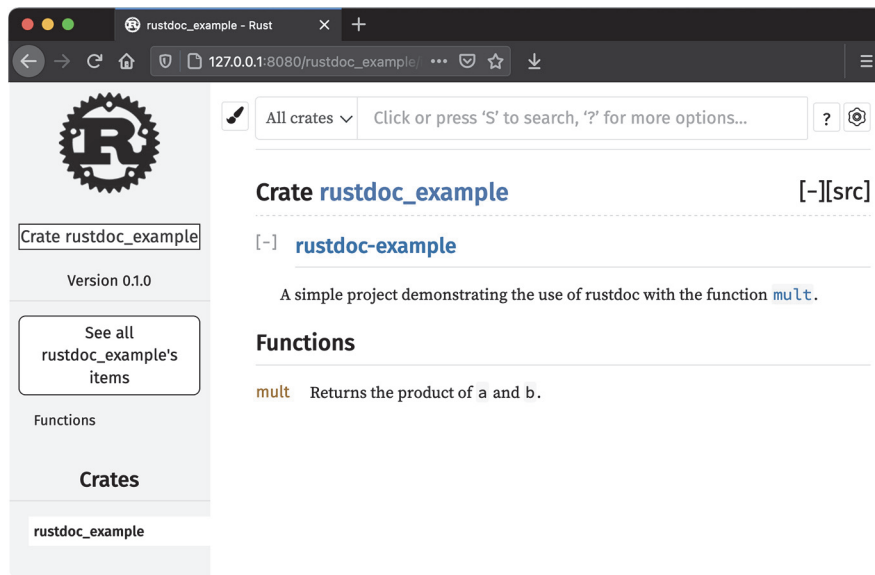 rustdoc_example - Rust
127.0.0.1:8080/rustdoc_example/
R
Crate rustdoc_example
Version 0.1.0
See all
rustdoc_example's
items
Functions
Crates
rustdoc_example
All crates
Click or press ‘S’ to search, ‘?’ for more options...
?
Crate rustdoc_example [-][src]
[-] rustdoc-example
A simple project demonstrating the use of rustdoc with the function mult.
Functions
mult Returns the product of a and b.